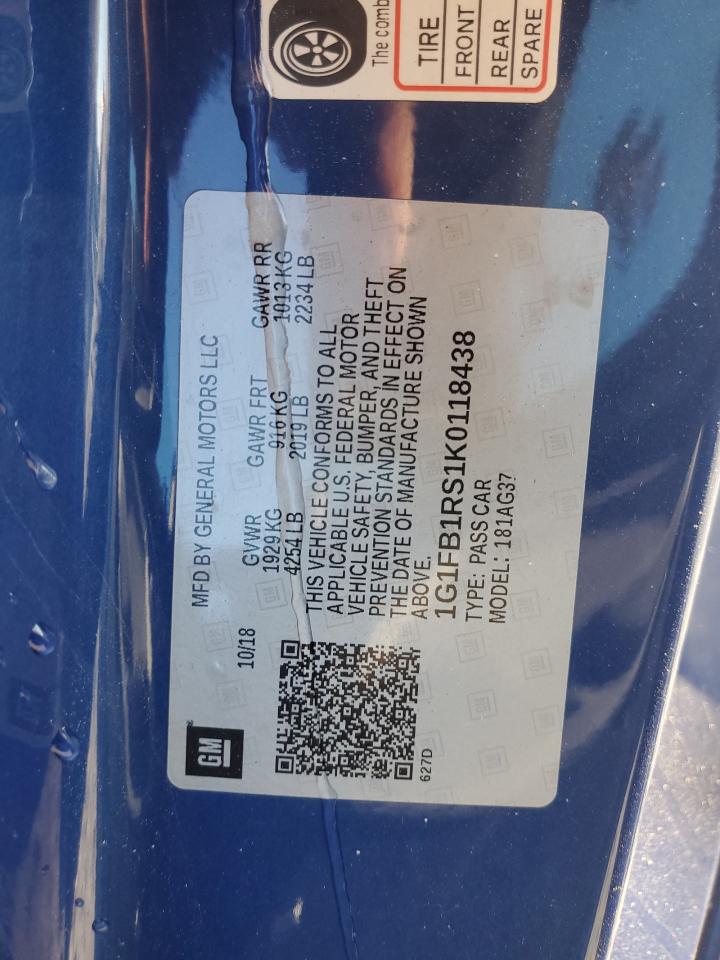 GM
MFD BY GENERAL MOTORS LLC
10/18
GVWR GAWR FRT GAWR RR
1929 KG 916 KG 1013 KG
4254 LB 2019 LB 2234 LB
THIS VEHICLE CONFORMS TO ALL
APPLICABLE U.S. FEDERAL MOTOR
VEHICLE SAFETY, BUMPER, AND THEFT
PREVENTION STANDARDS IN EFFECT ON
THE DATE OF MANUFACTURE SHOWN
ABOVE.
1G1FB1RS1K0118438
TYPE: PASS CAR
MODEL: 181AG37
627D
The comb
TIRE
FRONT
REAR
SPARE